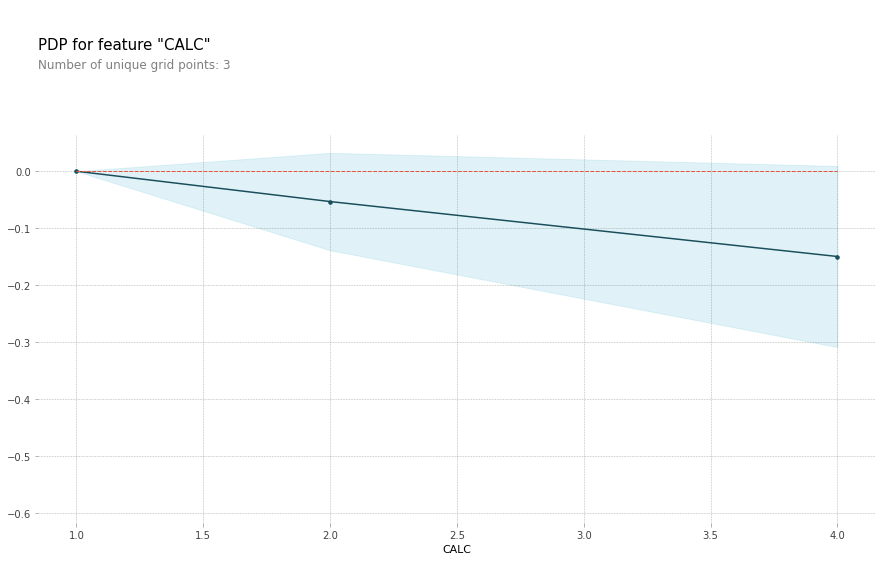 PDP for feature "CALC"
Number of unique grid points: 3
0.0
−0.1
−0.2
−0.3
−0.4
−0.5
−0.6
1.0 1.5 2.0 2.5 3.0 3.5 4.0
CALC